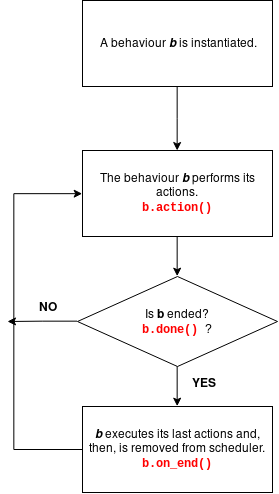 A behaviour b is instantiated.
The behaviour b performs its
actions.
b.action()
Is b ended?
b.done() ?
NO
YES
b executes its last actions and,
then, is removed from scheduler.
b.on_end()